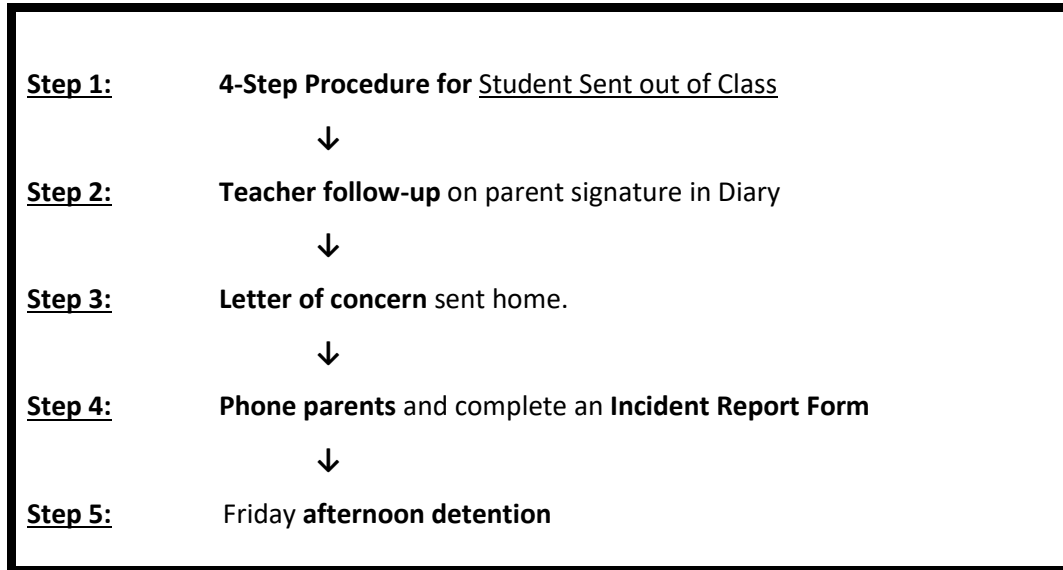 Step 1: 4-Step Procedure for Student Sent out of Class
↓
Step 2: Teacher follow-up on parent signature in Diary
↓
Step 3: Letter of concern sent home.
↓
Step 4: Phone parents and complete an Incident Report Form
↓
Step 5: Friday afternoon detention